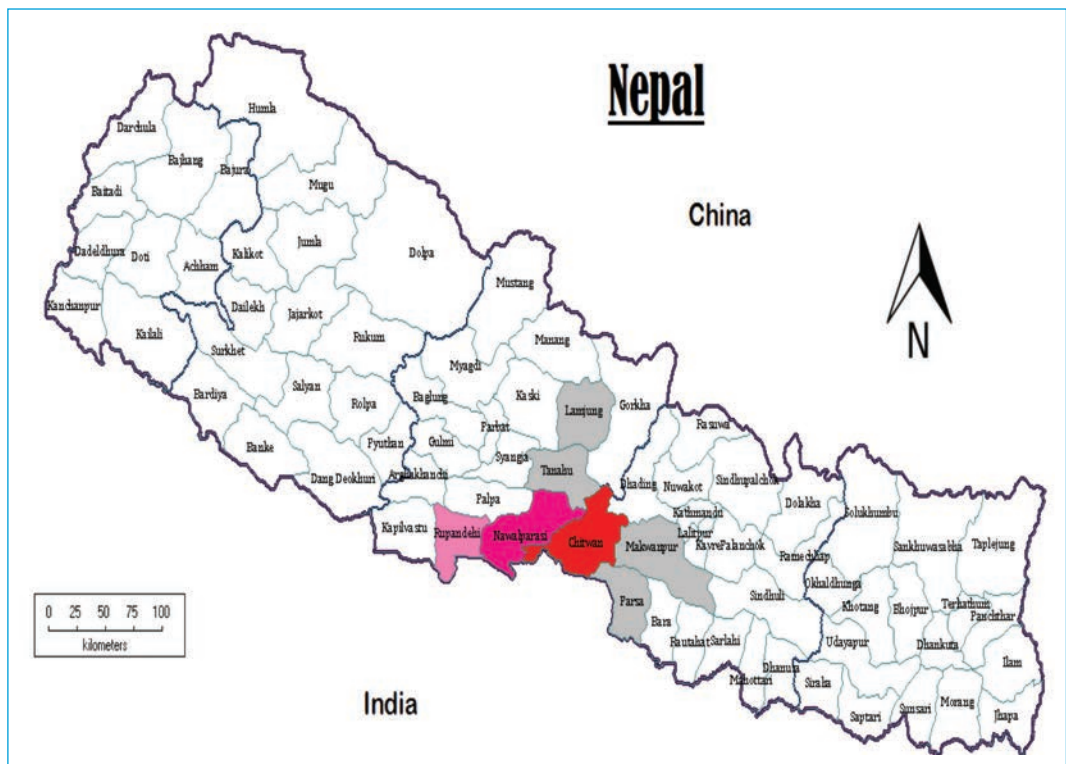 Nepal
Humla
Darchula
Bajhang
Bajura
Mugu
Baitadi
China
Dadeldhura
Doti
Achham
Kalikot
Jumla
Dolpa
Mustang
Kanchanpur
Dailekh
Jajarkot
Kailali
Rukum
Manang
N
Surkhet
Myagdi
Salyan
Bardiya
Baglung
Kaski
Lamjung
Gorkha
Rolpa
Parbat
Rasuwa
Banke
Pyuthan
Gulmi
Syangja
Tanahu
Dang Deokhuri
Arghakhanchi
Dhading
Nuwakot
Sindhupalchok
Palpa
Dolakha
Kapilvastu
Rupandehi
Nawalparasi
Chitwan
Kathmandu
Lalitpur
Makwanpur
KavrePalanchok
Solukhumbu
Sankhuwasabha
Taplejung
Ramechhap
Okhaldhunga
Parsa
Sindhuli
Khotang
Bhojpur
Terhathum
Panchthar
0 25 50 75 100
kilometers
Bara
Rautahat
Sarlahi
Udayapur
Dhankuta
Ilam
Mahottari
Dhanusa
Siraha
Saptari
Sunsari
Morang
Jhapa
India